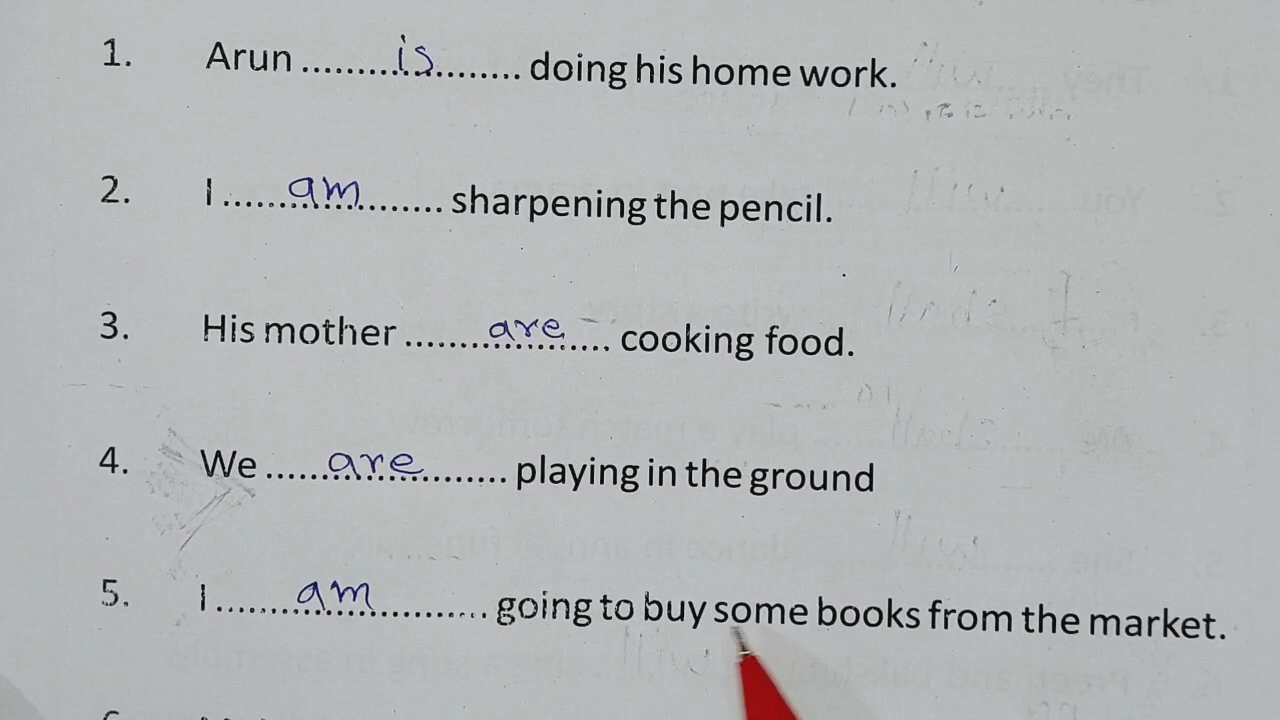 1. Arun ........is........ doing his home work.
2. I ......am........ sharpening the pencil.
3. His mother ........are..... cooking food.
4. We ......are........ playing in the ground
5. I ........am.......... going to buy some books from the market.